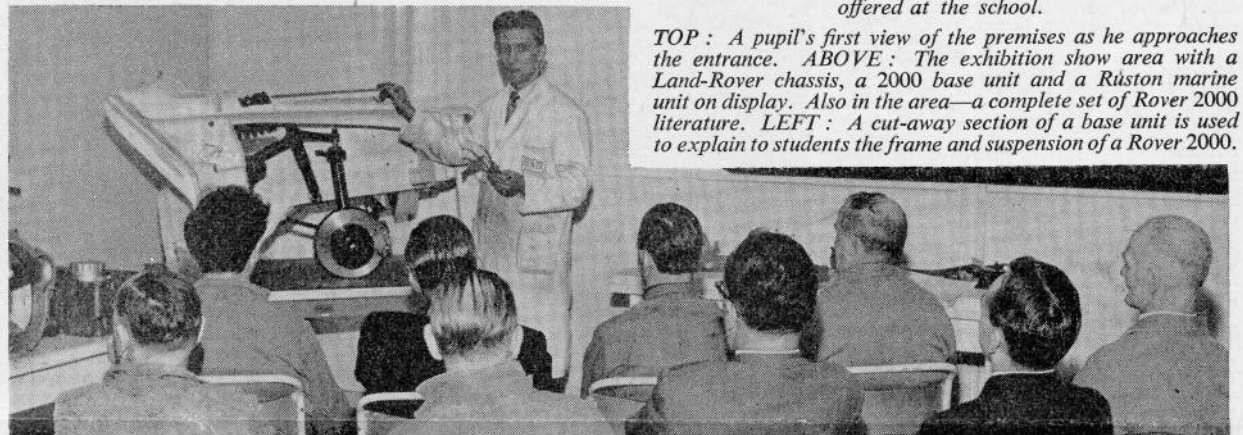 offered at the school.
TOP : A pupil's first view of the premises as he approaches
the entrance. ABOVE : The exhibition show area with a
Land-Rover chassis, a 2000 base unit and a Ruston marine
unit on display. Also in the area—a complete set of Rover 2000
literature. LEFT : A cut-away section of a base unit is used
to explain to students the frame and suspension of a Rover 2000.